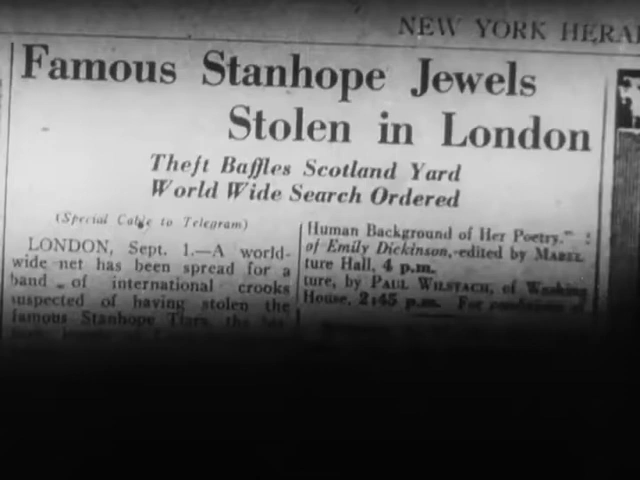 NEW YORK HERA
Famous Stanhope Jewels
Stolen in London
Theft Baffles Scotland Yard
World Wide Search Ordered
(Special Cable to Telegram)
LONDON, Sept. 1.—A world-
wide net has been spread for a
band of international crooks
suspected of having stolen the
famous Stanhope Tiara, the
Human Background of Her Poetry."
of Emily Dickinson, edited by MABEL
ture Hall, 4 p.m.
ture, by PAUL WILSTACH, of
House, 2:45 p.m. For